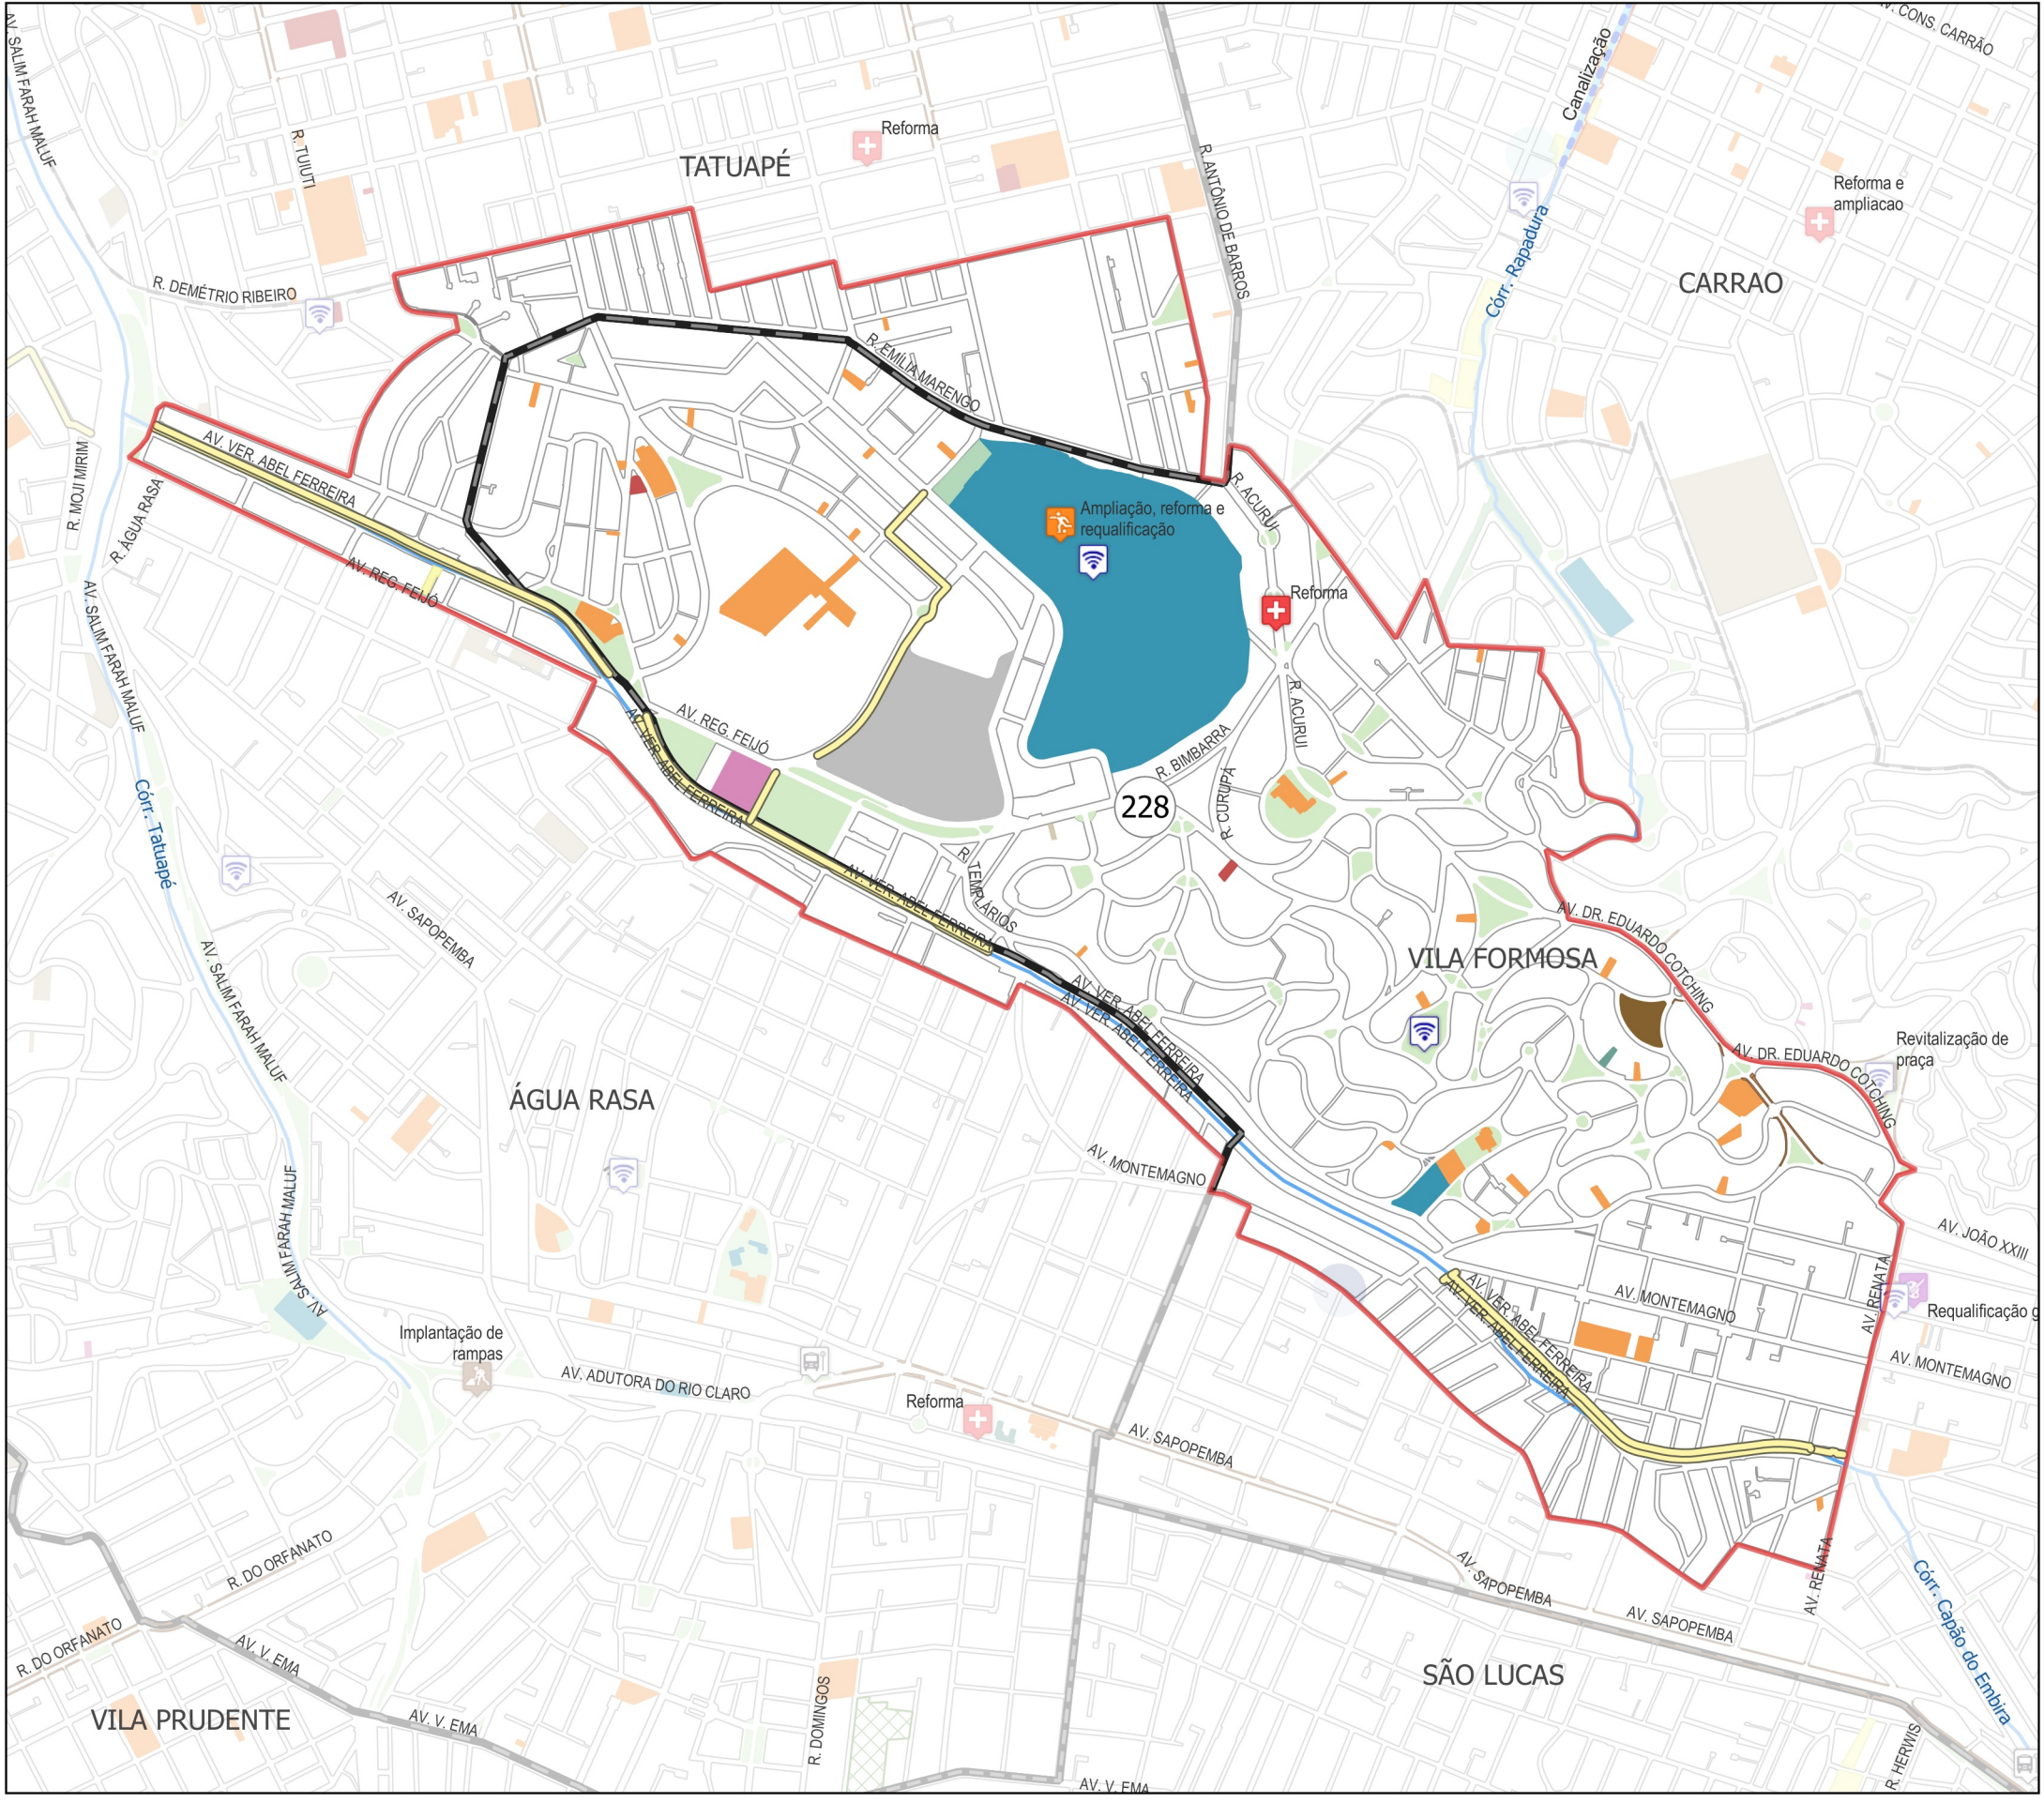 AV. SALIM FARAH MALUF
R. TUIUTI
TATUAPÉ
Reforma
R. ANTÔNIO DE BARROS
Canalização
V. CONS. CARRÃO
Reforma e
ampliacao
Córr. Rapadura
CARRAO
R. DEMÉTRIO RIBEIRO
R. EMÍLIA MARENGO
AV. VER. ABEL FERREIRA
R. MOJI MIRIM
R. ÁGUA RASA
AV. REG. FEIJÓ
R. ACURUI
Ampliação, reforma e
requalificação
Reforma
AV. SALIM FARAH MALUF
AV. REG. FEIJÓ
R. ACURUI
R. BIMBARRA
AV. VER. ABEL FERREIRA
R. CURUPÁ
228
Córr. Tatuapé
R. TEMPLÁRIOS
AV. VER. ABEL FERREIRA
AV. SAPOPEMBA
AV. DR. EDUARDO COTCHING
VILA FORMOSA
AV. SALIM FARAH MALUF
AV. VER. ABEL FERREIRA
AV. VER. ABEL FERREIRA
Revitalização de
praça
AV. DR. EDUARDO COTCHING
ÁGUA RASA
AV. MONTEMAGNO
AV. SALIM FARAH MALUF
AV. JOÃO XXIII
AV. RENATA
AV. MONTEMAGNO
AV. VER. ABEL FERREIRA
AV. VER. ABEL FERREIRA
Requalificação g
Implantação de
rampas
AV. ADUTORA DO RIO CLARO
AV. MONTEMAGNO
Reforma
AV. SAPOPEMBA
R. DO ORFANATO
AV. SAPOPEMBA
AV. RENATA
Córr. Capão do Embira
AV. SAPOPEMBA
R. DO ORFANATO
AV. V. EMA
SÃO LUCAS
VILA PRUDENTE
AV. V. EMA
R. DOMINGOS
R. HERWIS
AV. V. EMA